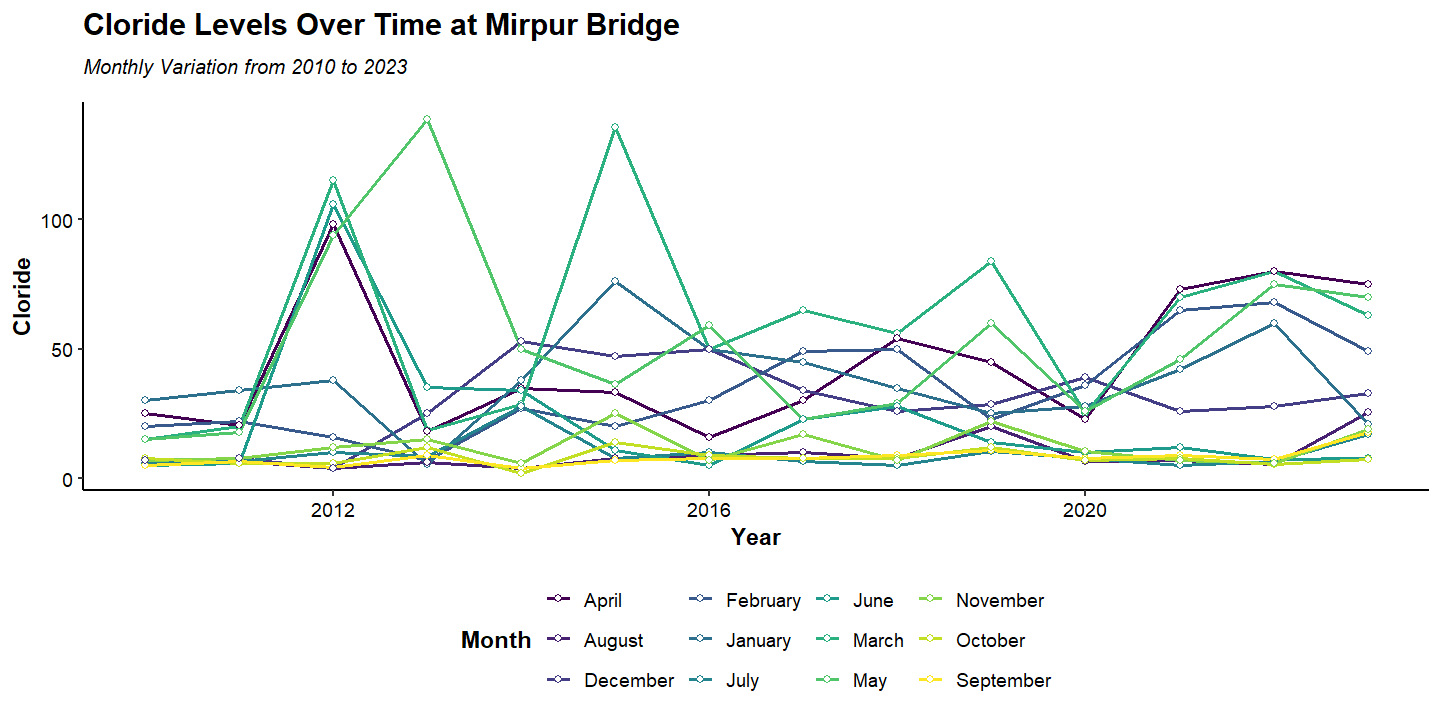 Cloride Levels Over Time at Mirpur Bridge
Monthly Variation from 2010 to 2023
Cloride
100
50
0
2012 2016 2020
Year
Month
April February June November
August January March October
December July May September